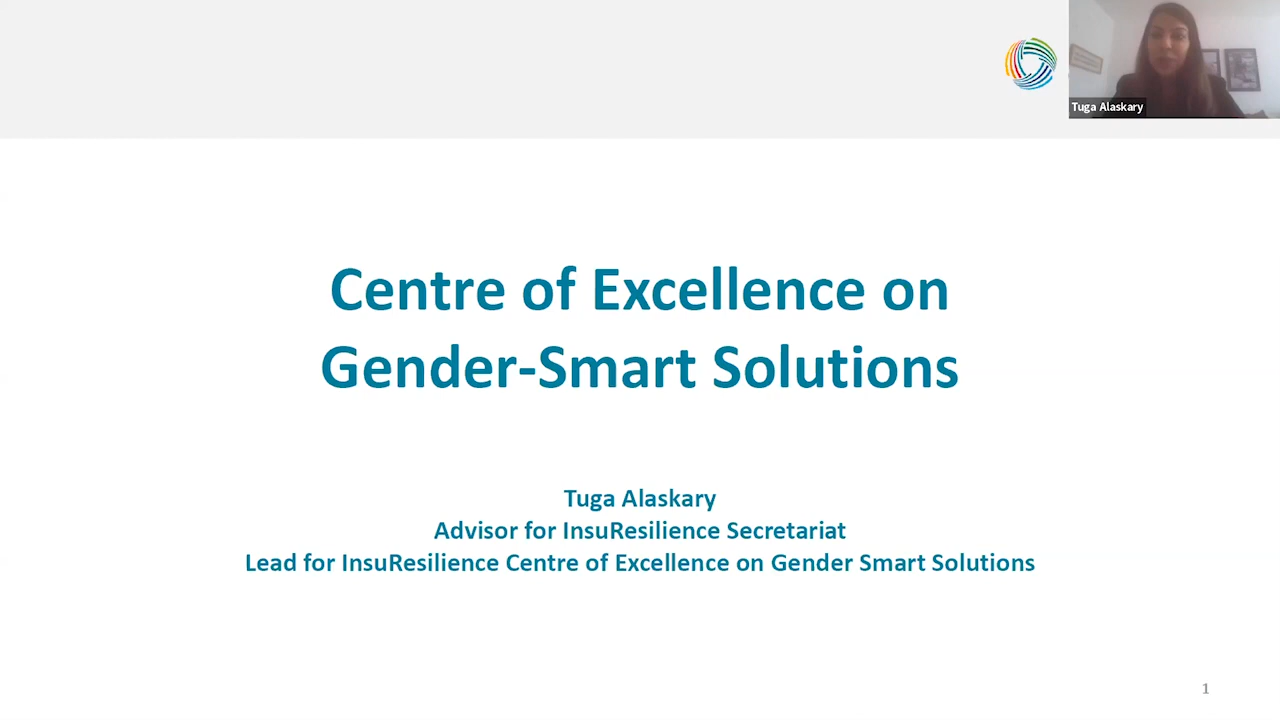 Tuga Alaskary
Centre of Excellence on
Gender-Smart Solutions
Tuga Alaskary
Advisor for InsuResilience Secretariat
Lead for InsuResilience Centre of Excellence on Gender Smart Solutions
1